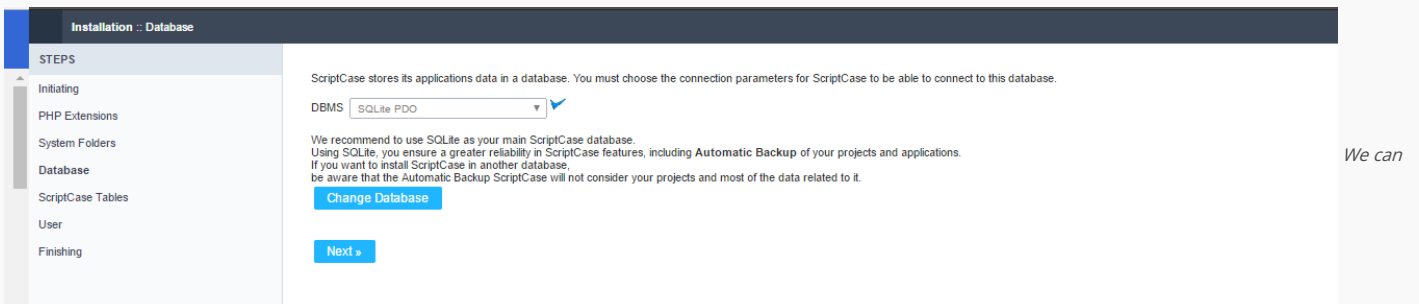 Installation :: Database
STEPS
Initiating
PHP Extensions
System Folders
Database
ScriptCase Tables
User
Finishing
ScriptCase stores its applications data in a database. You must choose the connection parameters for ScriptCase to be able to connect to this database.
DBMS SQLite PDO
We recommend to use SQLite as your main ScriptCase database.
Using SQLite, you ensure a greater reliability in ScriptCase features, including Automatic Backup of your projects and applications.
If you want to install ScriptCase in another database,
be aware that the Automatic Backup ScriptCase will not consider your projects and most of the data related to it.
Change Database
Next »
We can